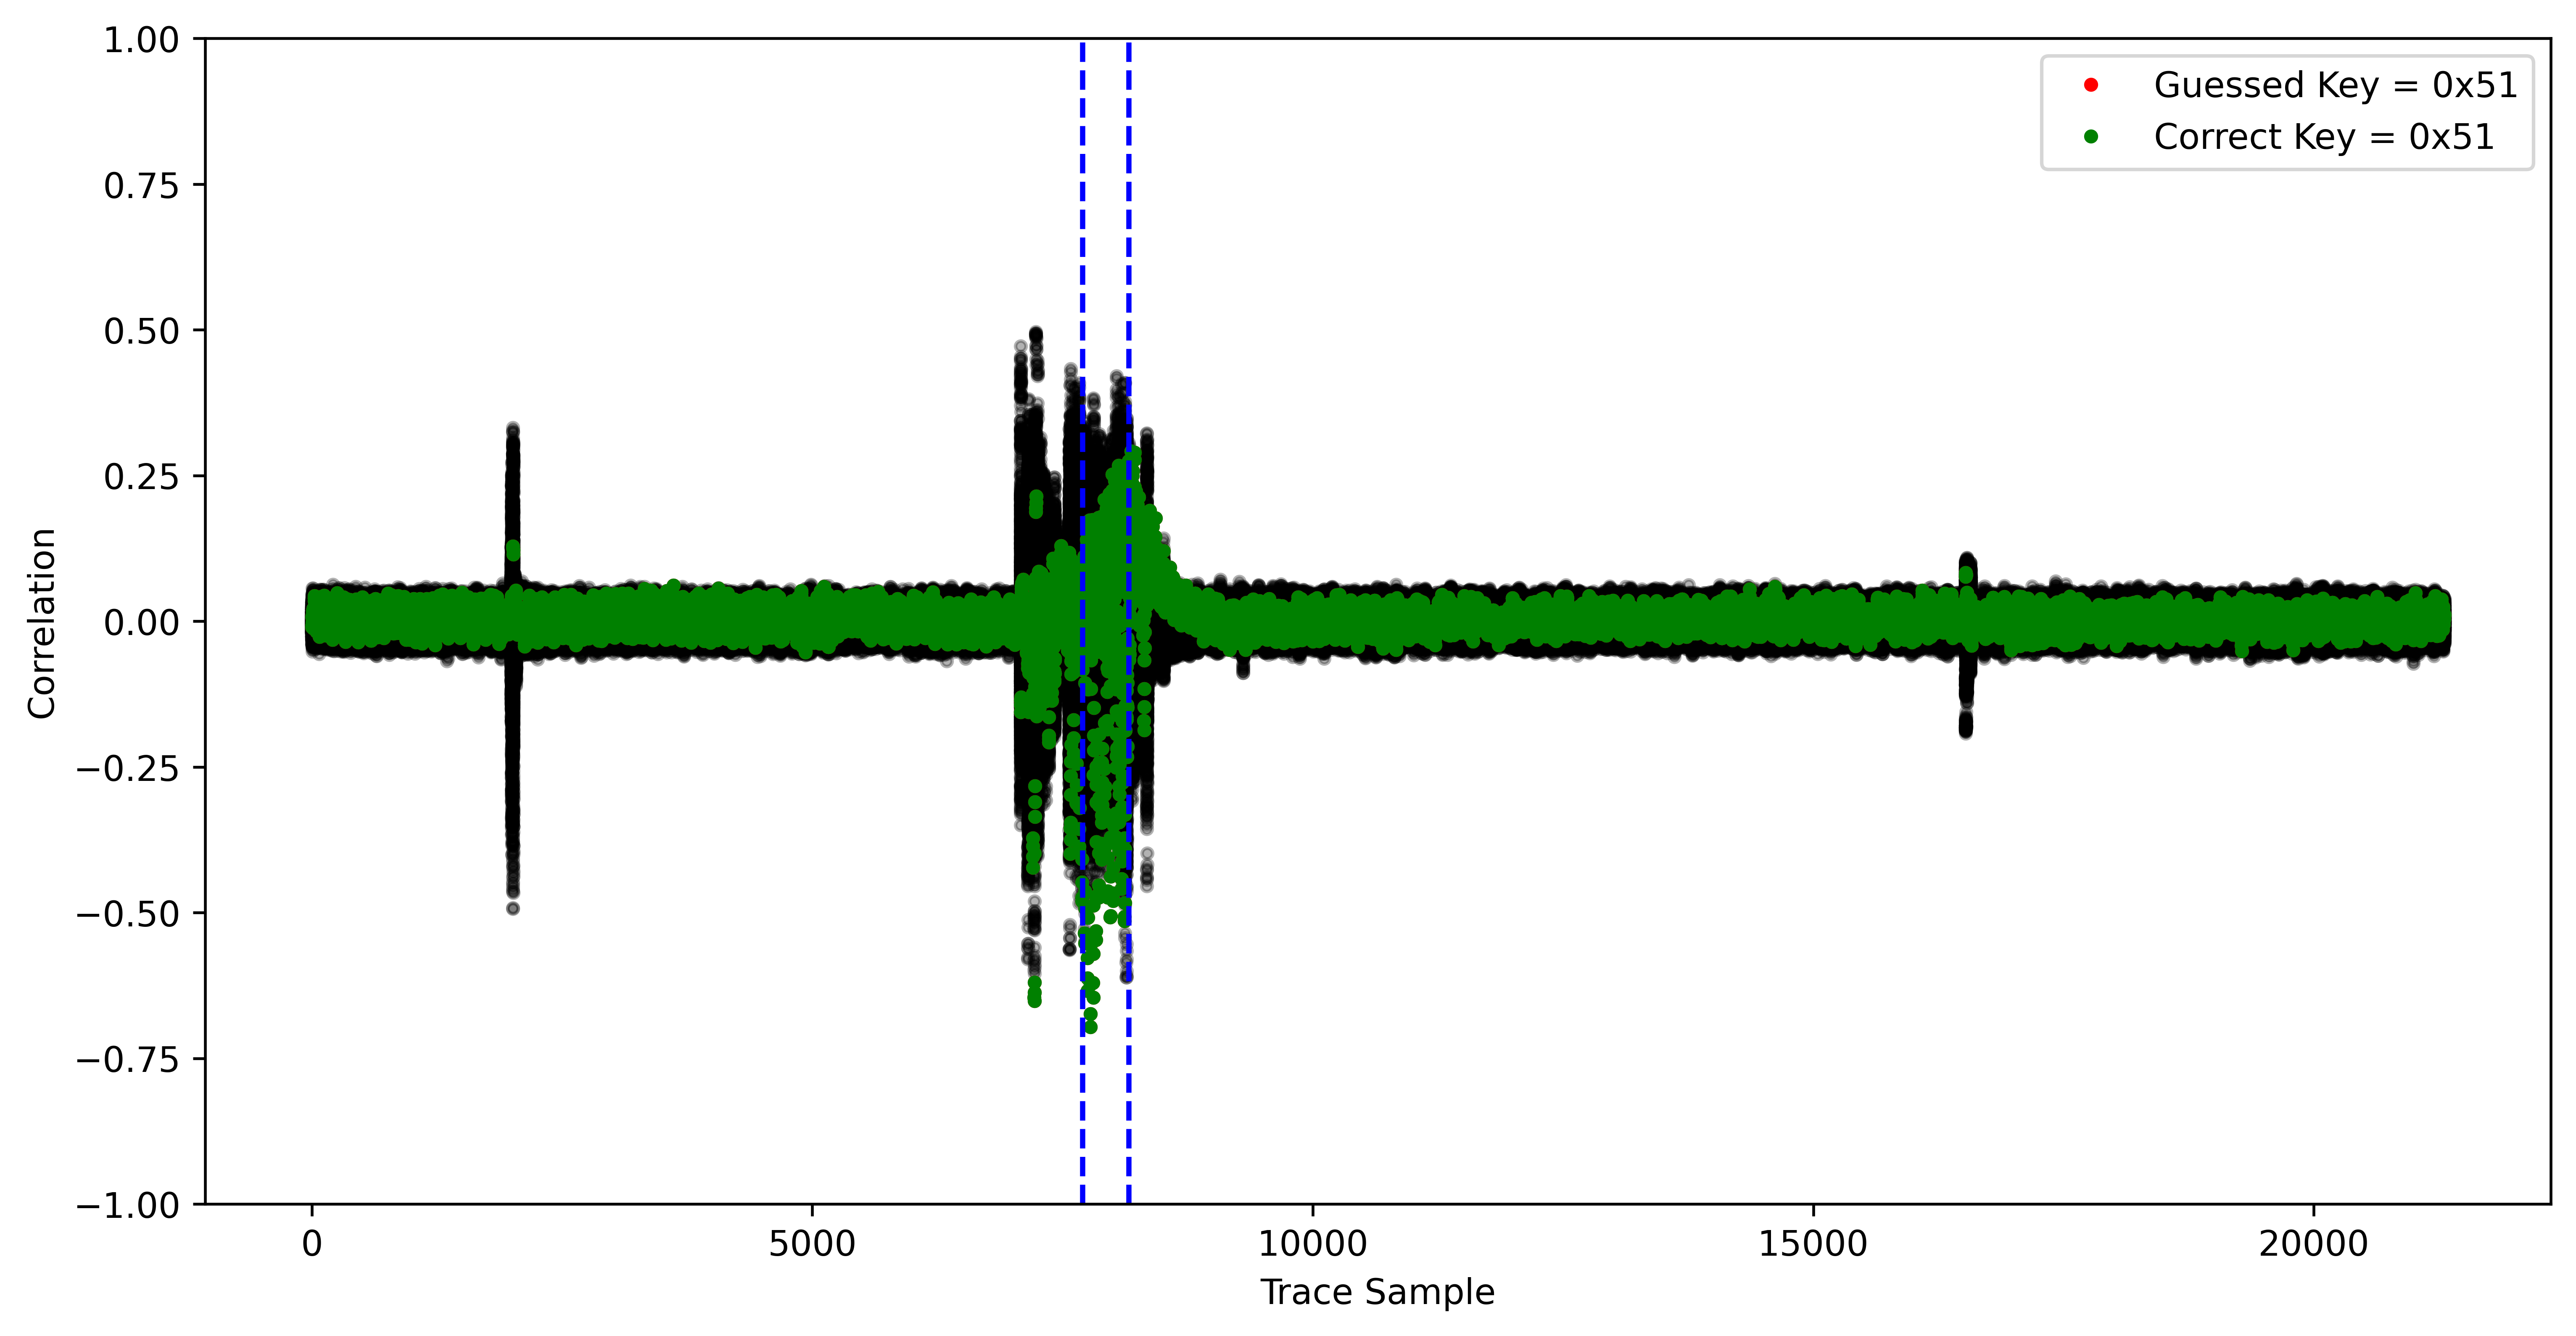 1.00
0.75
0.50
0.25
0.00
−0.25
−0.50
−0.75
−1.00
Correlation
Guessed Key = 0x51
Correct Key = 0x51
0 5000 10000 15000 20000
Trace Sample